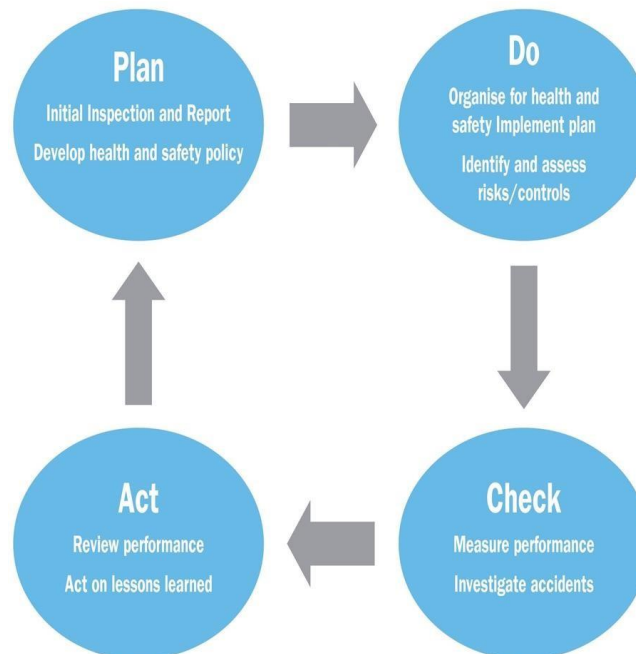 Plan
Initial Inspection and Report
Develop health and safety policy
Do
Organise for health and
safety Implement plan
Identify and assess
risks/controls
Act
Review performance
Act on lessons learned
Check
Measure performance
Investigate accidents